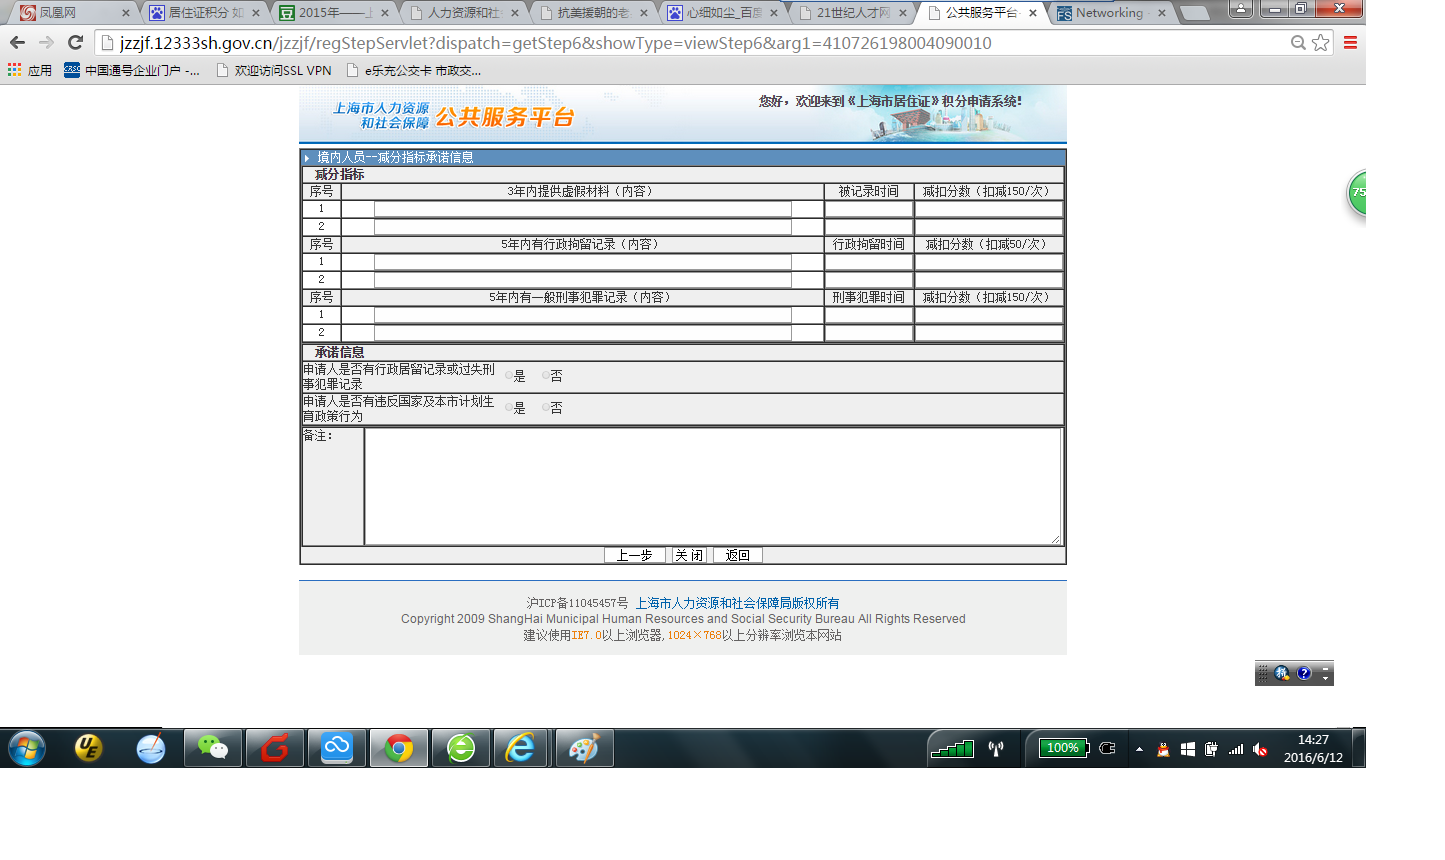 凤凰网 居住证积分 如 2015年——上 人力资源和社 抗美援朝的老 心细如尘_百度 21世纪人才网 公共服务平台 Networking
jzzjf.12333sh.gov.cn/jzzjf/regStepServlet?dispatch=getStep6&showType=viewStep6&arg1=410726198004090010
应用 中国通号企业门户 -... 欢迎访问SSL VPN e乐充公交卡 市政交...
上海市人力资源和社会保障 公共服务平台
您好，欢迎来到《上海市居住证》积分申请系统！
境内人员--减分指标承诺信息
减分指标
序号 3年内提供虚假材料（内容） 被记录时间 减扣分数（扣减150/次）
1
2
序号 5年内有行政拘留记录（内容） 行政拘留时间 减扣分数（扣减50/次）
1
2
序号 5年内有一般刑事犯罪记录（内容） 刑事犯罪时间 减扣分数（扣减150/次）
1
2
承诺信息
申请人是否有行政居留记录或过失刑
事犯罪记录 是 否
申请人是否有违反国家及本市计划生
育政策行为 是 否
备注：
上一步 关 闭 返回
沪ICP备11045457号 上海市人力资源和社会保障局版权所有
Copyright 2009 ShangHai Municipal Human Resources and Social Security Bureau All Rights Reserved
建议使用IE7.0以上浏览器,1024×768以上分辨率浏览本网站
75
100%
14:27
2016/6/12